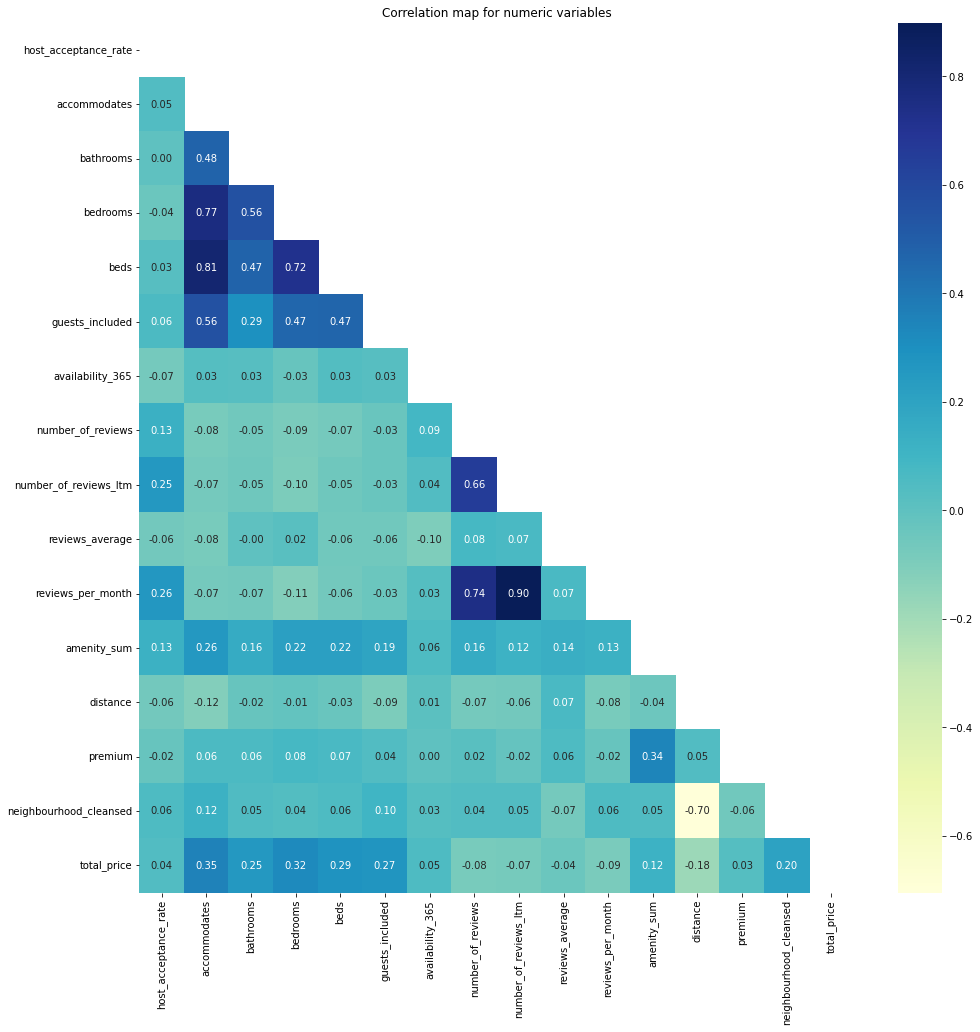 Correlation map for numeric variables
host_acceptance_rate
accommodates 0.05
bathrooms 0.00 0.48
bedrooms -0.04 0.77 0.56
beds 0.03 0.81 0.47 0.72
guests_included 0.06 0.56 0.29 0.47 0.47
availability_365 -0.07 0.03 0.03 -0.03 0.03 0.03
number_of_reviews 0.13 -0.08 -0.05 -0.09 -0.07 -0.03 0.09
number_of_reviews_ltm 0.25 -0.07 -0.05 -0.10 -0.05 -0.03 0.04 0.66
reviews_average -0.06 -0.08 -0.00 0.02 -0.06 -0.06 -0.10 0.08 0.07
reviews_per_month 0.26 -0.07 -0.07 -0.11 -0.06 -0.03 0.03 0.74 0.90 0.07
amenity_sum 0.13 0.26 0.16 0.22 0.22 0.19 0.06 0.16 0.12 0.14 0.13
distance -0.06 -0.12 -0.02 -0.01 -0.03 -0.09 0.01 -0.07 -0.06 0.07 -0.08 -0.04
premium -0.02 0.06 0.06 0.08 0.07 0.04 0.00 0.02 -0.02 0.06 -0.02 0.34 0.05
neighbourhood_cleansed 0.06 0.12 0.05 0.04 0.06 0.10 0.03 0.04 0.05 -0.07 0.06 0.05 -0.70 -0.06
total_price 0.04 0.35 0.25 0.32 0.29 0.27 0.05 -0.08 -0.07 -0.04 -0.09 0.12 -0.18 0.03 0.20
host_acceptance_rate
accommodates
bathrooms
bedrooms
beds
guests_included
availability_365
number_of_reviews
number_of_reviews_ltm
reviews_average
reviews_per_month
amenity_sum
distance
premium
neighbourhood_cleansed
total_price
0.8
0.6
0.4
0.2
0.0
-0.2
-0.4
-0.6